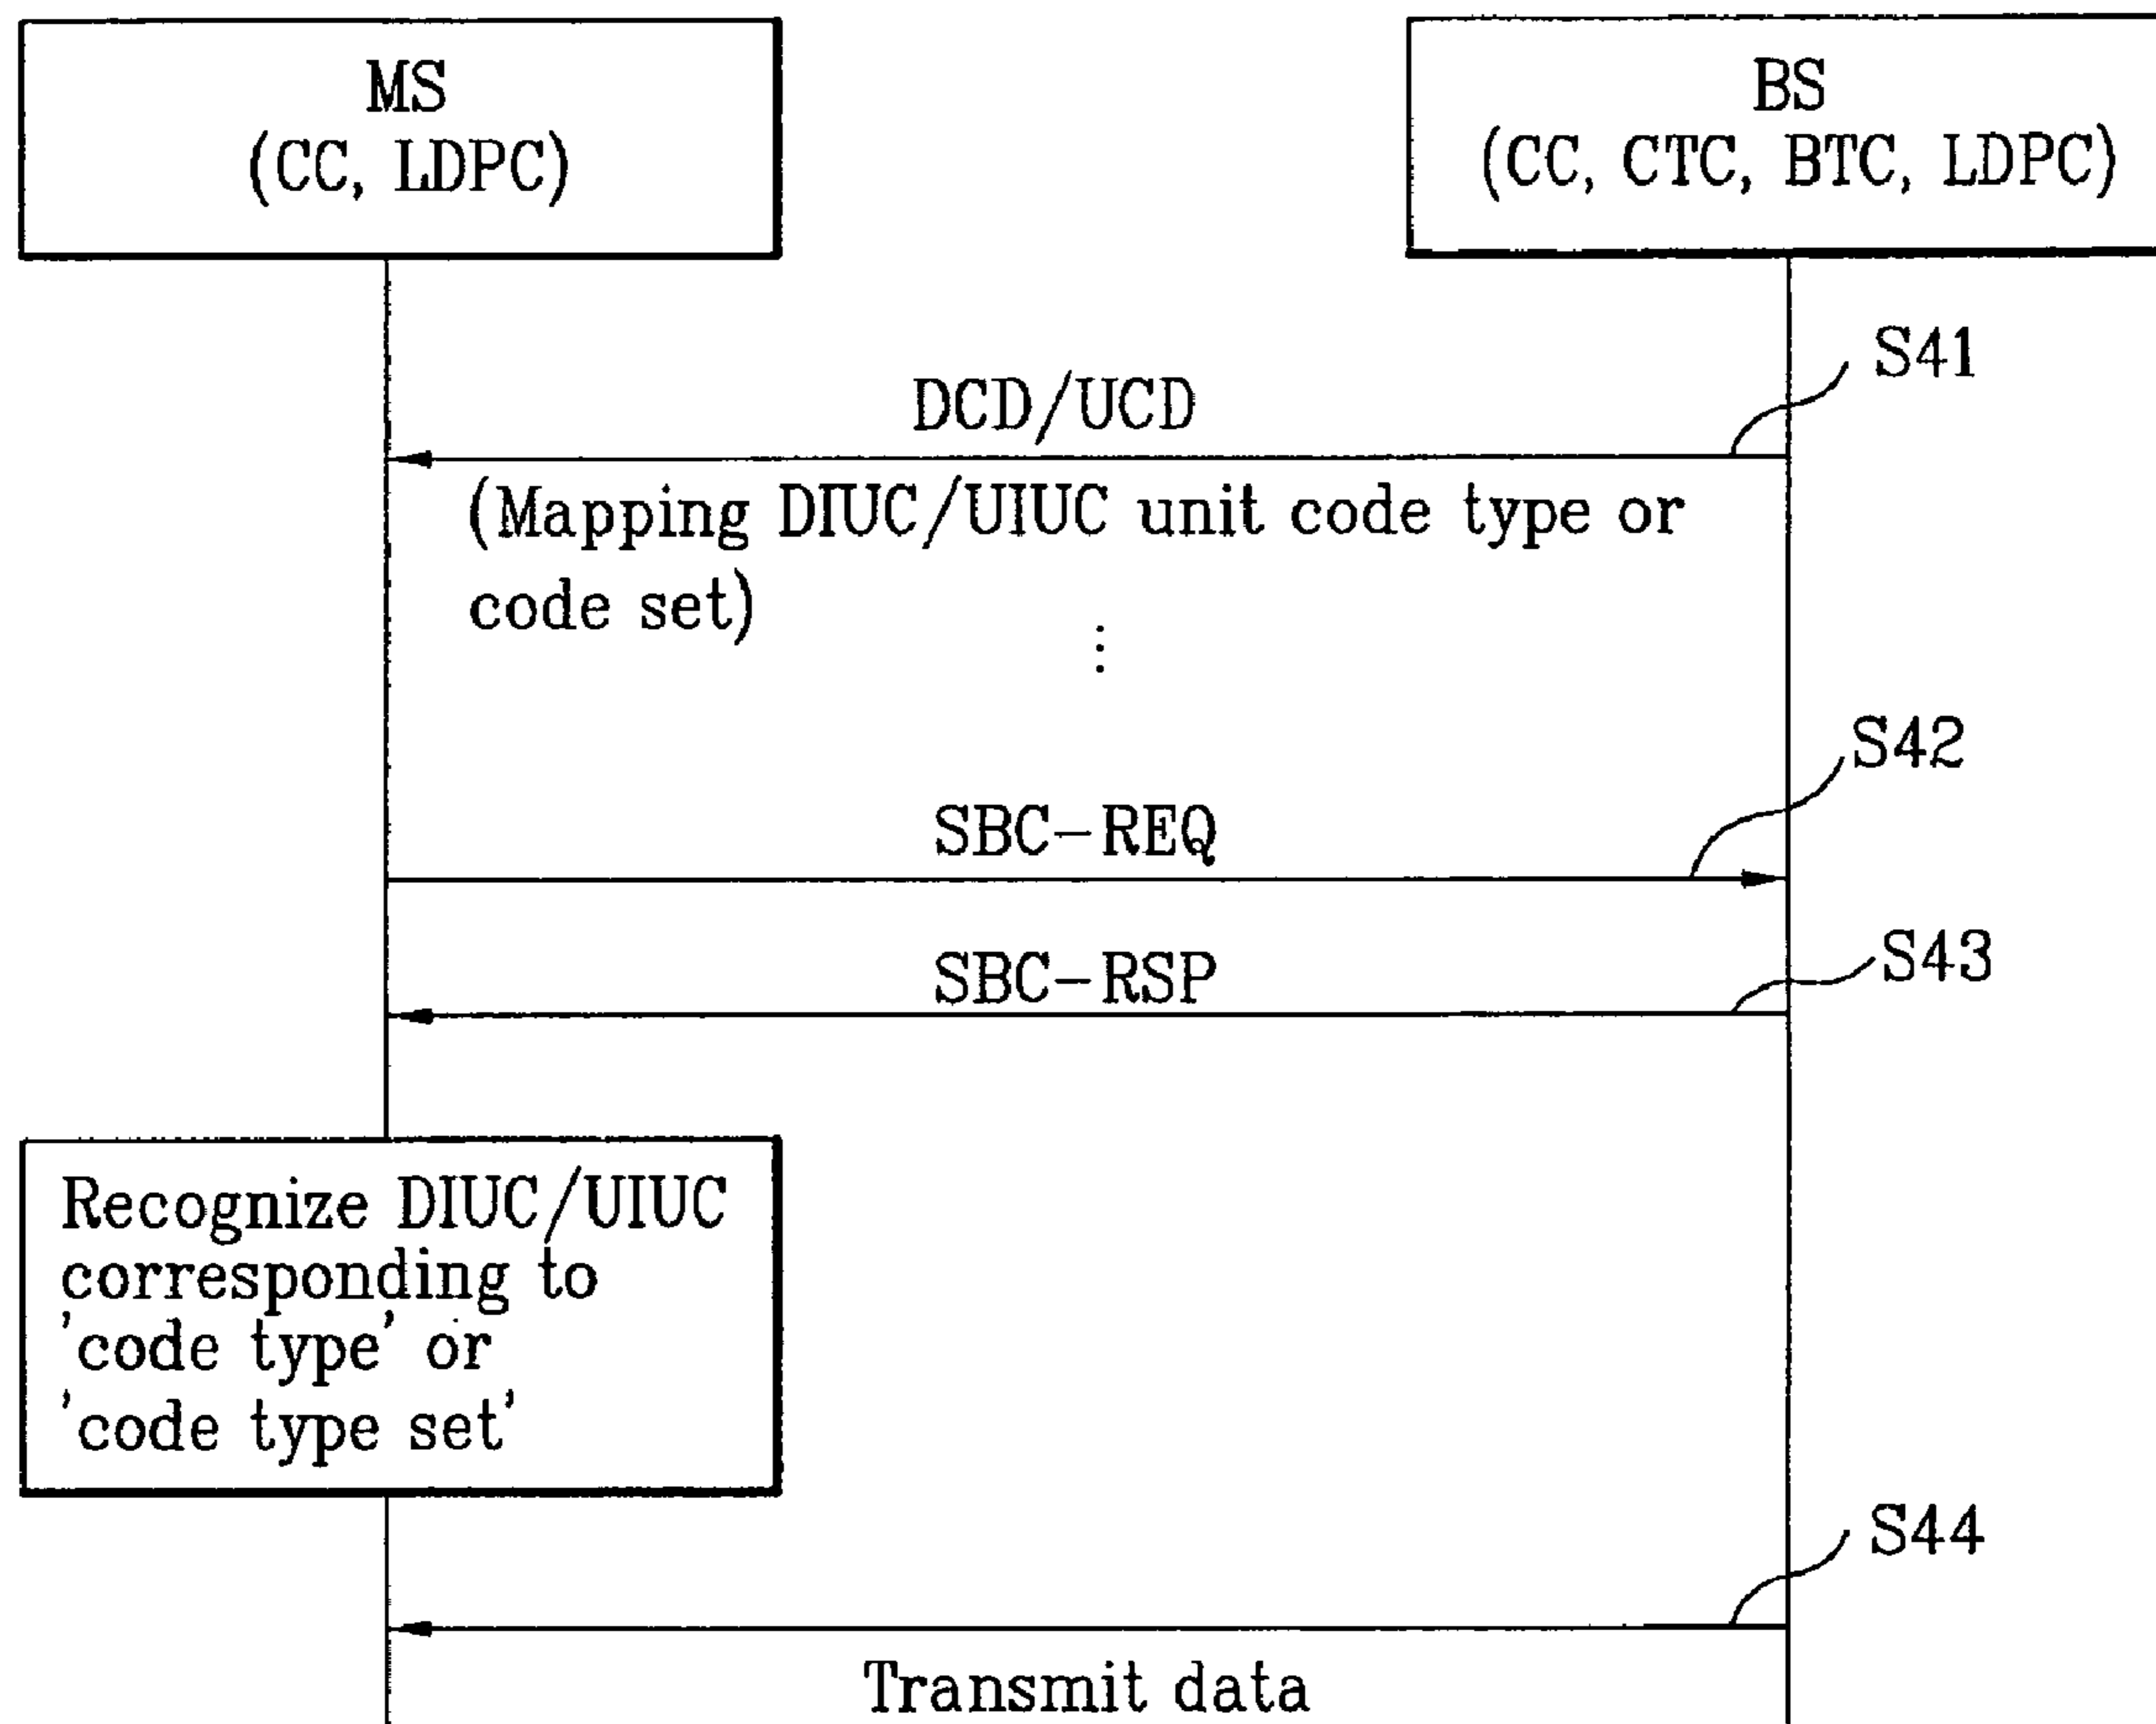 MS
(CC, LDPC)
BS
(CC, CTC, BTC, LDPC)
S41
DCD/UCD
(Mapping DIUC/UIUC unit code type or
code set)
S42
SBC-REQ
S43
SBC-RSP
Recognize DIUC/UIUC
corresponding to
'code type' or
'code type set'
S44
Transmit data